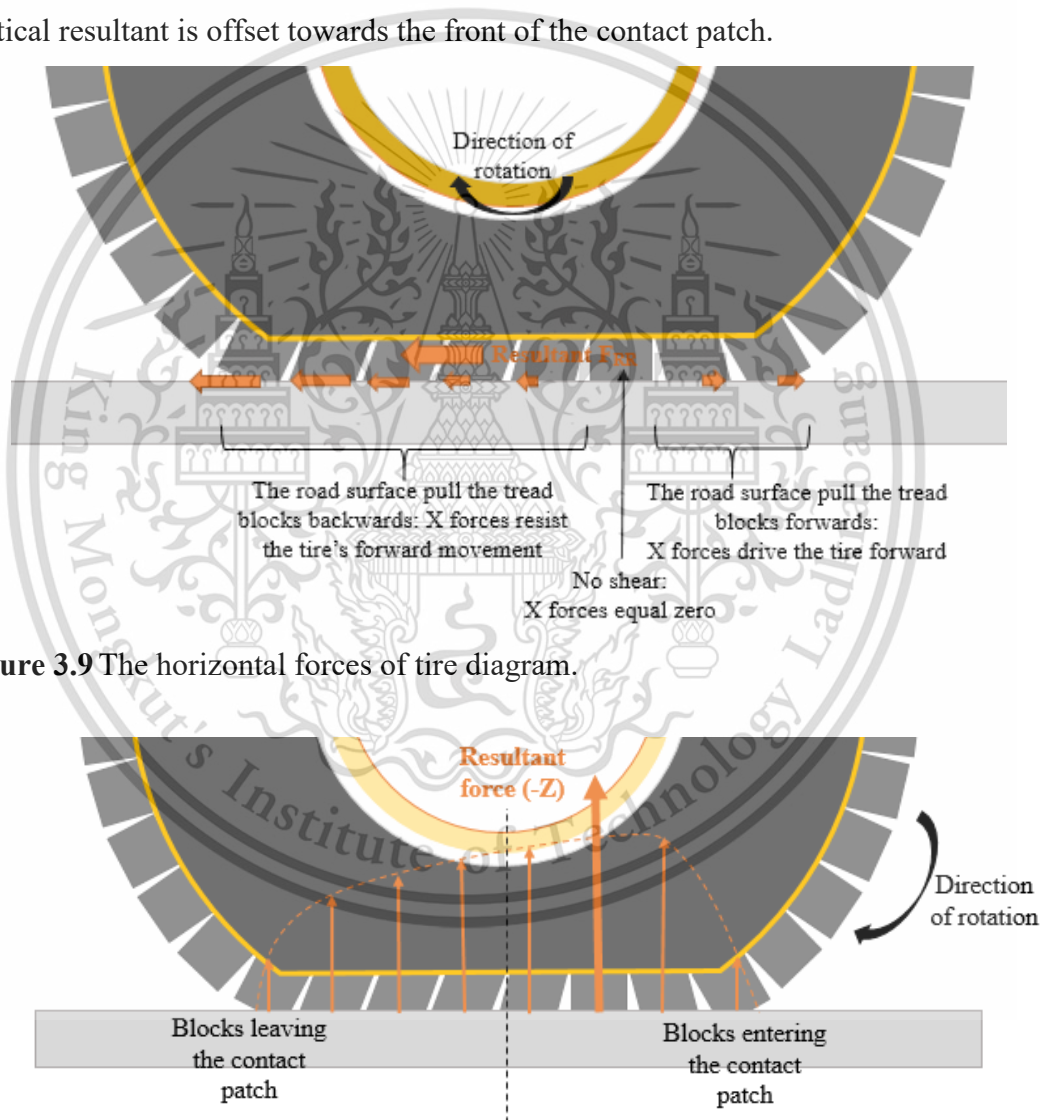 tical resultant is offset towards the front of the contact patch.
Direction of
rotation
Resultant FRX
The road surface pull the tread
blocks backwards: X forces resist
the tire's forward movement
The road surface pull the tread
blocks forwards:
X forces drive the tire forward
No shear:
X forces equal zero
ure 3.9 The horizontal forces of tire diagram.
Resultant
force (-Z)
Direction
of rotation
Blocks leaving
the contact
patch
Blocks entering
the contact
patch
King Mongkut's Institute of Technology Ladkrabang